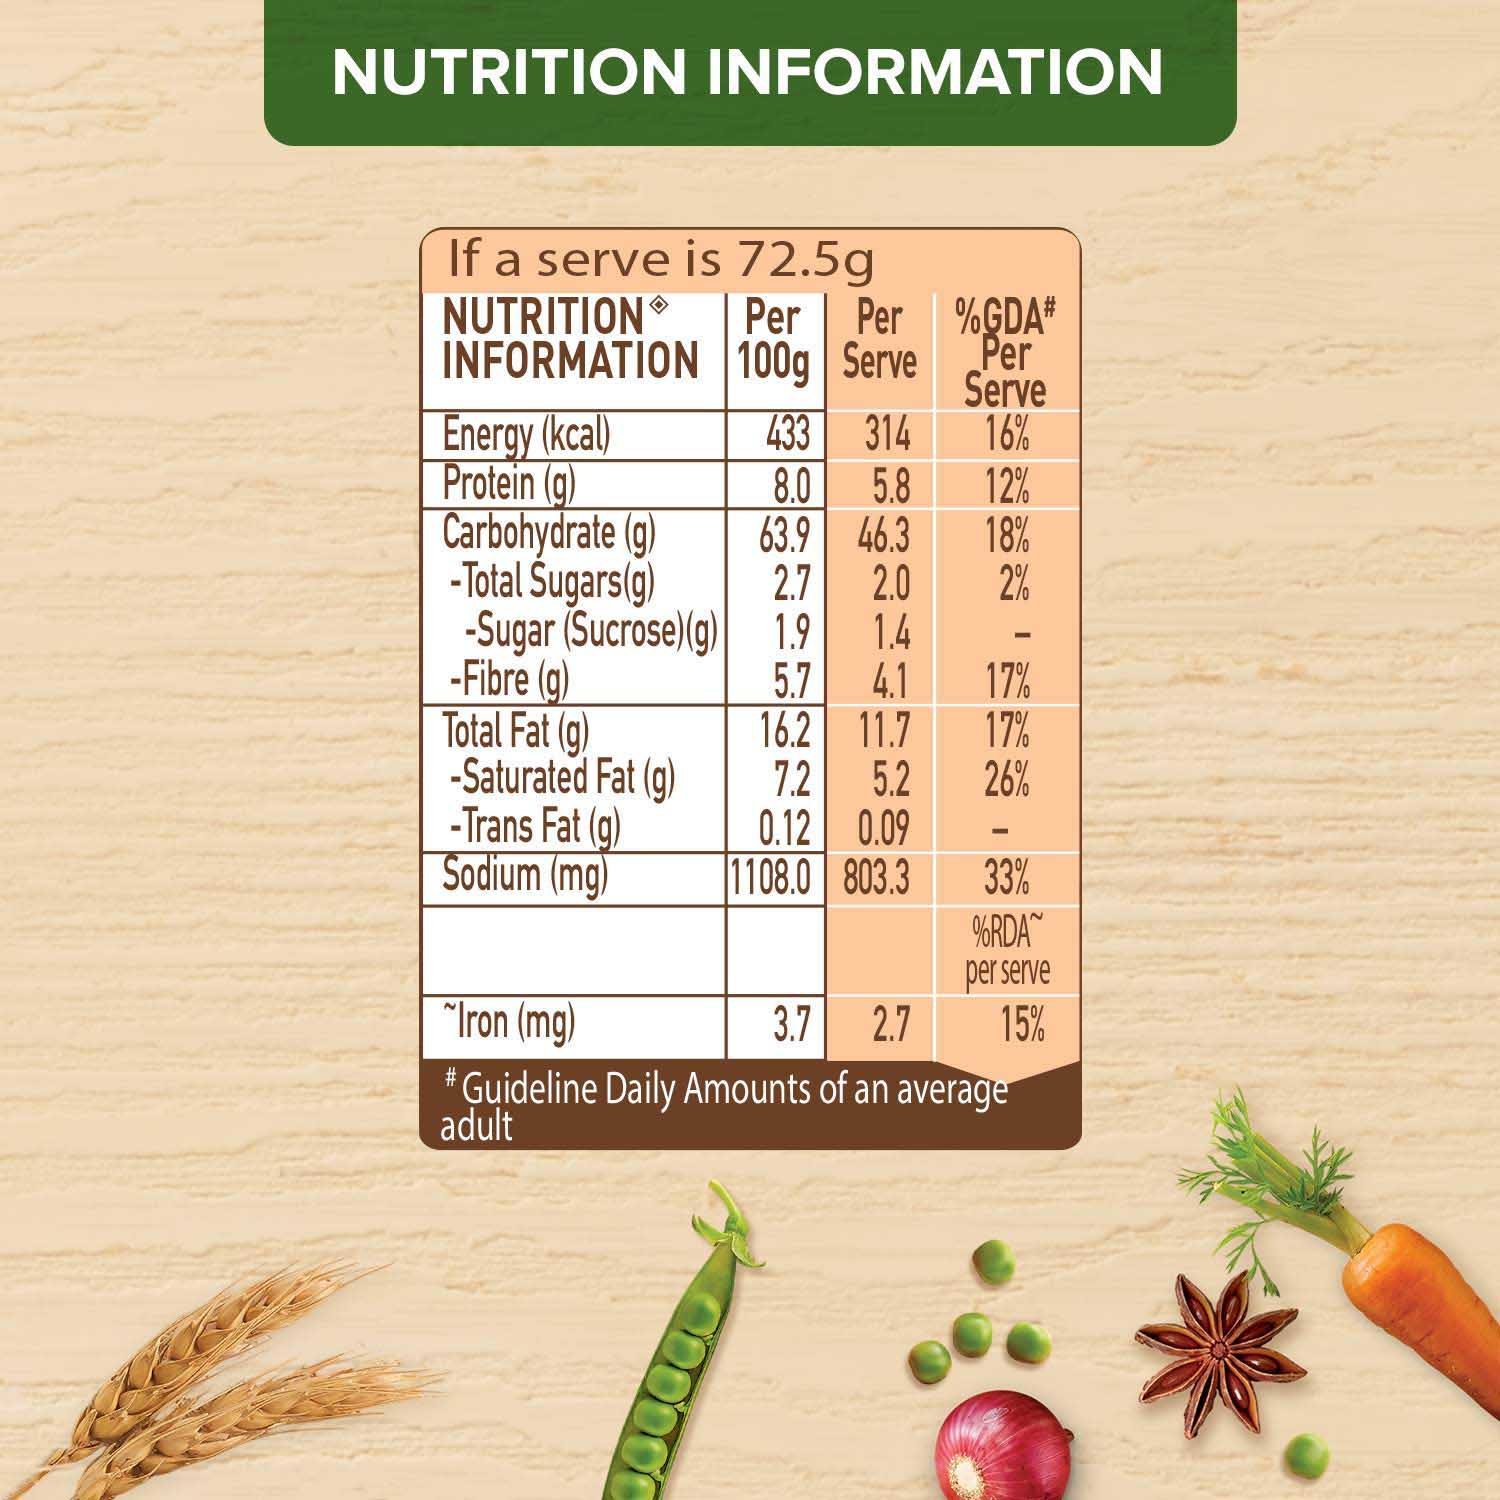 NUTRITION INFORMATION
If a serve is 72.5g
NUTRITION◈ INFORMATION Per 100g Per Serve %GDA# Per Serve
Energy (kcal) 433 314 16%
Protein (g) 8.0 5.8 12%
Carbohydrate (g) 63.9 46.3 18%
-Total Sugars(g) 2.7 2.0 2%
-Sugar (Sucrose)(g) 1.9 1.4 –
-Fibre (g) 5.7 4.1 17%
Total Fat (g) 16.2 11.7 17%
-Saturated Fat (g) 7.2 5.2 26%
-Trans Fat (g) 0.12 0.09 –
Sodium (mg) 1108.0 803.3 33%
%RDA~
per serve
~Iron (mg) 3.7 2.7 15%
# Guideline Daily Amounts of an average
adult